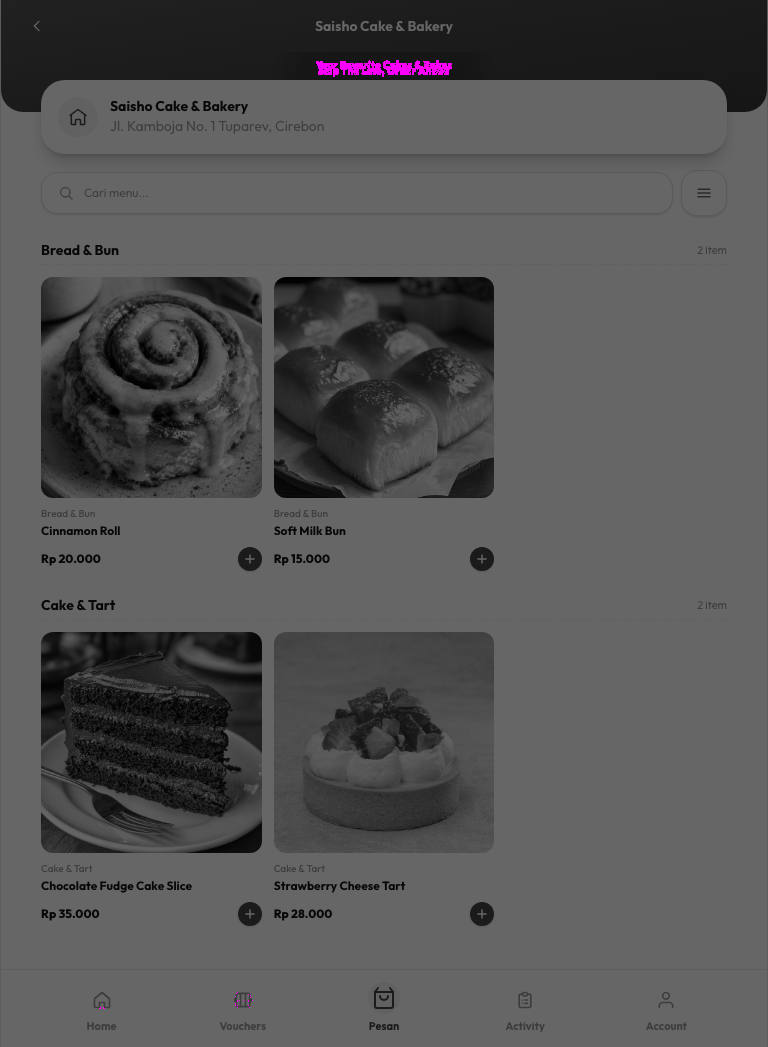 Saisho Cake & Bakery
Saisho Cake & Bakery
Jl. Kamboja No. 1 Tuparev, Cirebon
Cari menu...
Bread & Bun
2 item
Bread & Bun
Cinnamon Roll
Rp 20.000
Bread & Bun
Soft Milk Bun
Rp 15.000
Cake & Tart
2 item
Cake & Tart
Chocolate Fudge Cake Slice
Rp 35.000
Cake & Tart
Strawberry Cheese Tart
Rp 28.000
Home
Vouchers
Pesan
Activity
Account